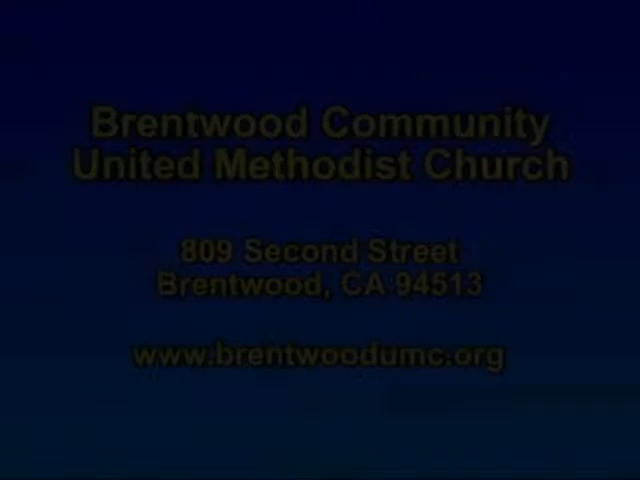 Brentwood Community
United Methodist Church
809 Second Street
Brentwood, CA 94513
www.brentwoodumc.org